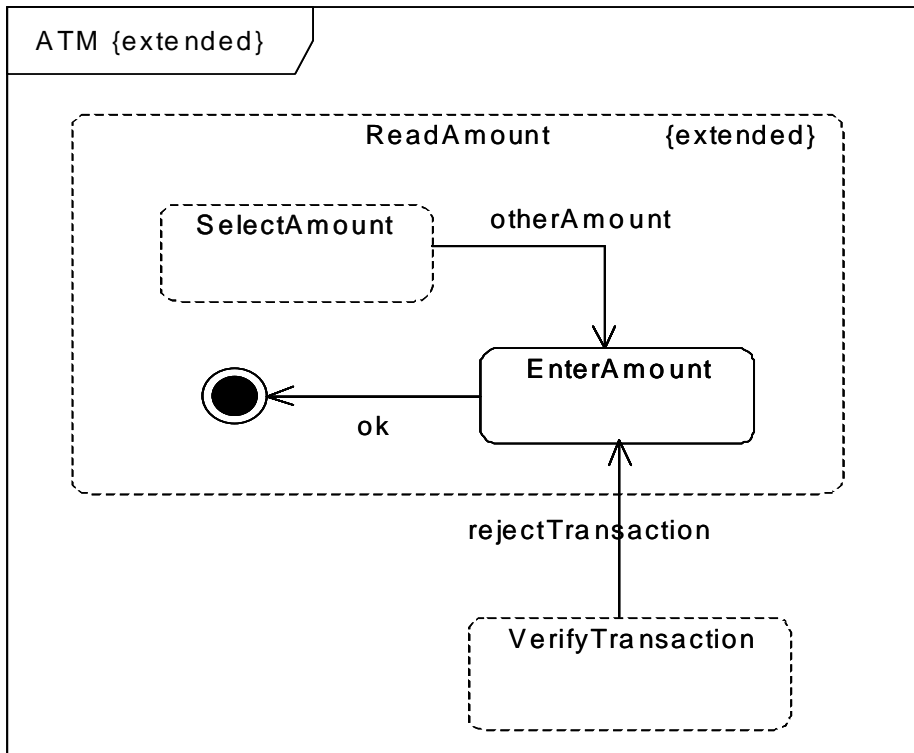 ATM {extended}
ReadAmount {extended}
SelectAmount
otherAmount
EnterAmount
ok
rejectTransaction
VerifyTransaction